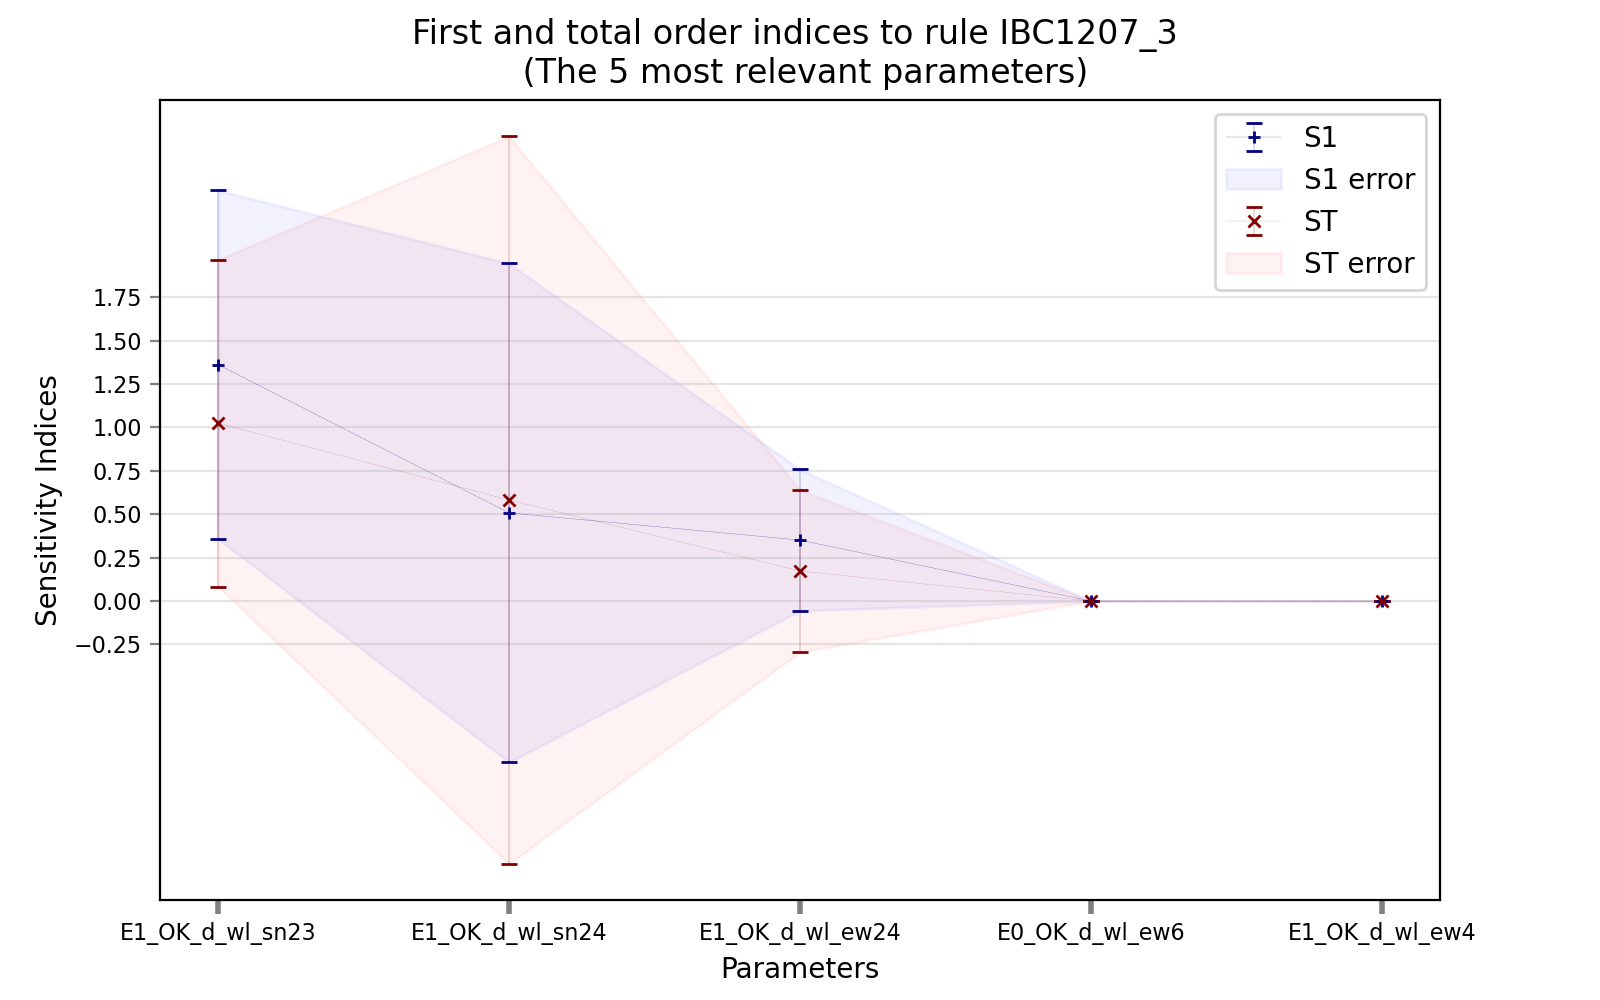 First and total order indices to rule IBC1207_3
(The 5 most relevant parameters)
S1
S1 error
ST
ST error
1.75
1.50
1.25
1.00
0.75
0.50
0.25
0.00
−0.25
Sensitivity Indices
E1_OK_d_wl_sn23
E1_OK_d_wl_sn24
E1_OK_d_wl_ew24
E0_OK_d_wl_ew6
E1_OK_d_wl_ew4
Parameters